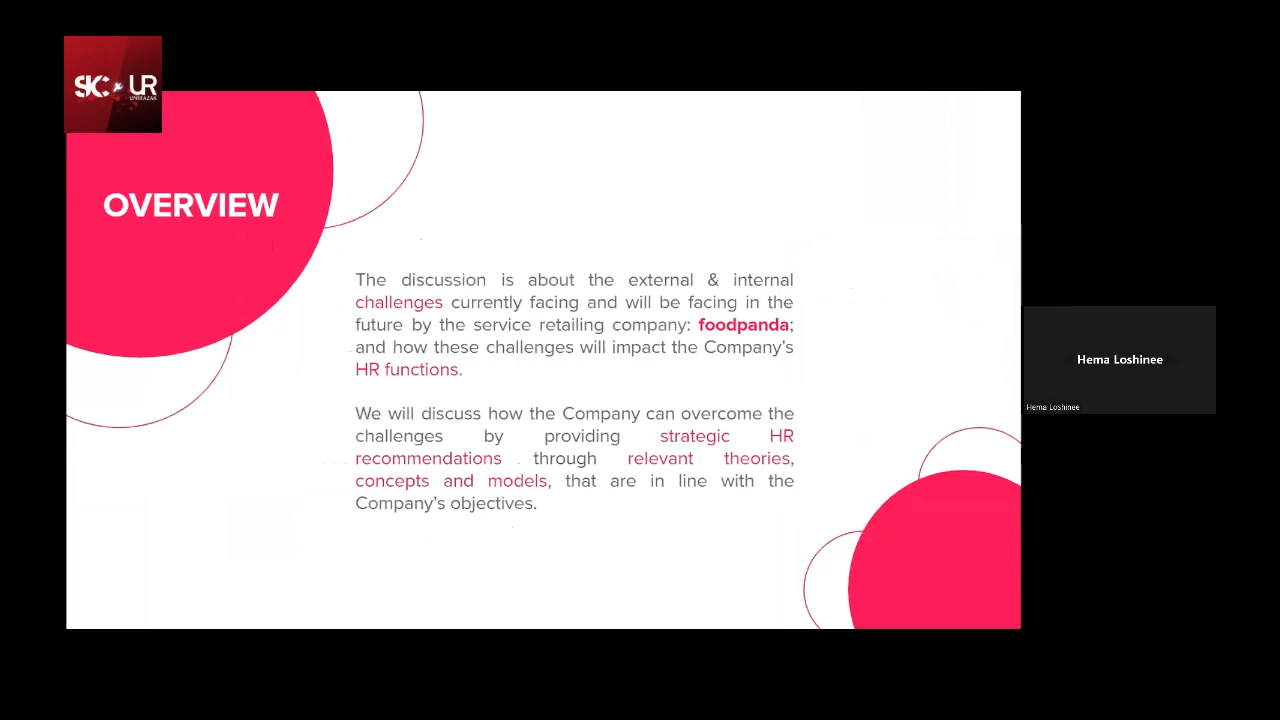 SIC UR
UNIRAZAK
OVERVIEW
The discussion is about the external & internal
challenges currently facing and will be facing in the
future by the service retailing company: foodpanda;
and how these challenges will impact the Company's
HR functions.
We will discuss how the Company can overcome the
challenges by providing strategic HR
recommendations through relevant theories,
concepts and models, that are in line with the
Company's objectives.
Hema Loshinee
Hema Loshinee